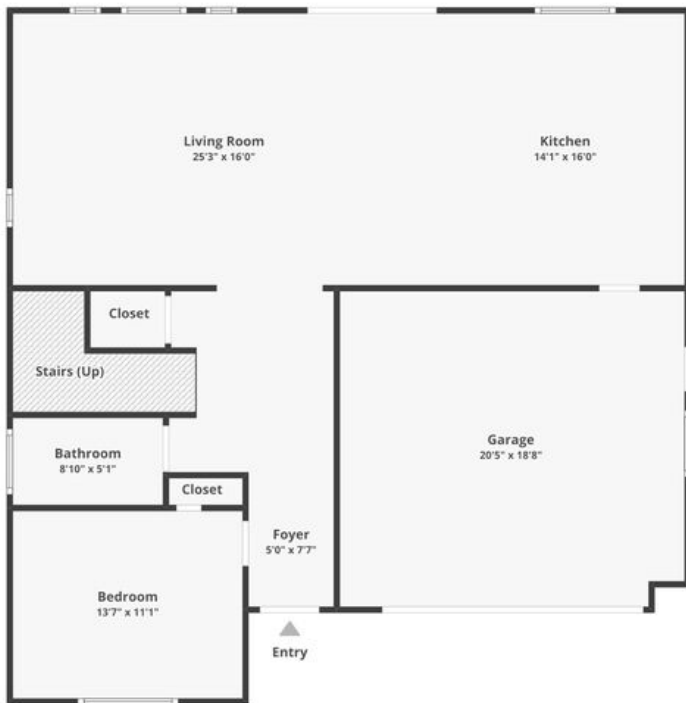 Living Room
25'3" x 16'0"
Kitchen
14'1" x 16'0"
Closet
Stairs (Up)
Bathroom
8'10" x 5'1"
Closet
Garage
20'5" x 18'8"
Foyer
5'0" x 7'7"
Bedroom
13'7" x 11'1"
Entry